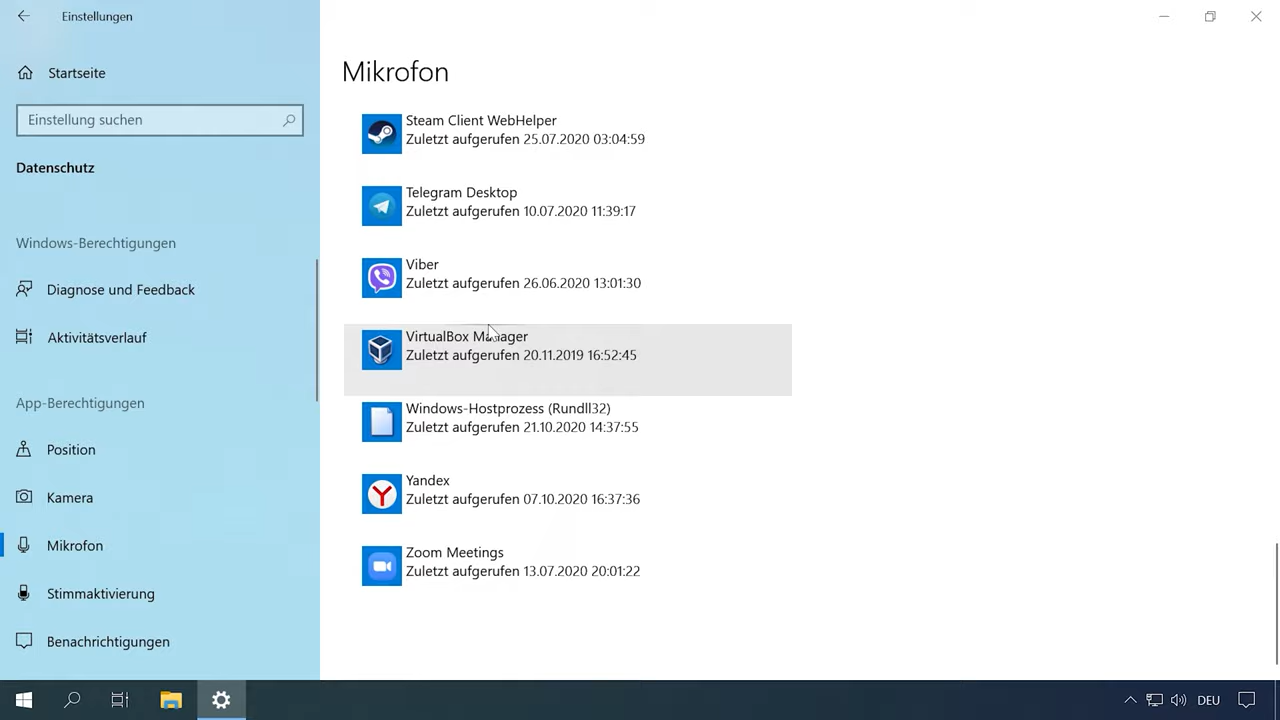 Einstellungen
Startseite
Einstellung suchen
Datenschutz
Windows-Berechtigungen
Diagnose und Feedback
Aktivitätsverlauf
App-Berechtigungen
Position
Kamera
Mikrofon
Stimmaktivierung
Benachrichtigungen
Mikrofon
Steam Client WebHelper
Zuletzt aufgerufen 25.07.2020 03:04:59
Telegram Desktop
Zuletzt aufgerufen 10.07.2020 11:39:17
Viber
Zuletzt aufgerufen 26.06.2020 13:01:30
VirtualBox Manager
Zuletzt aufgerufen 20.11.2019 16:52:45
Windows-Hostprozess (Rundll32)
Zuletzt aufgerufen 21.10.2020 14:37:55
Yandex
Zuletzt aufgerufen 07.10.2020 16:37:36
Zoom Meetings
Zuletzt aufgerufen 13.07.2020 20:01:22
DEU